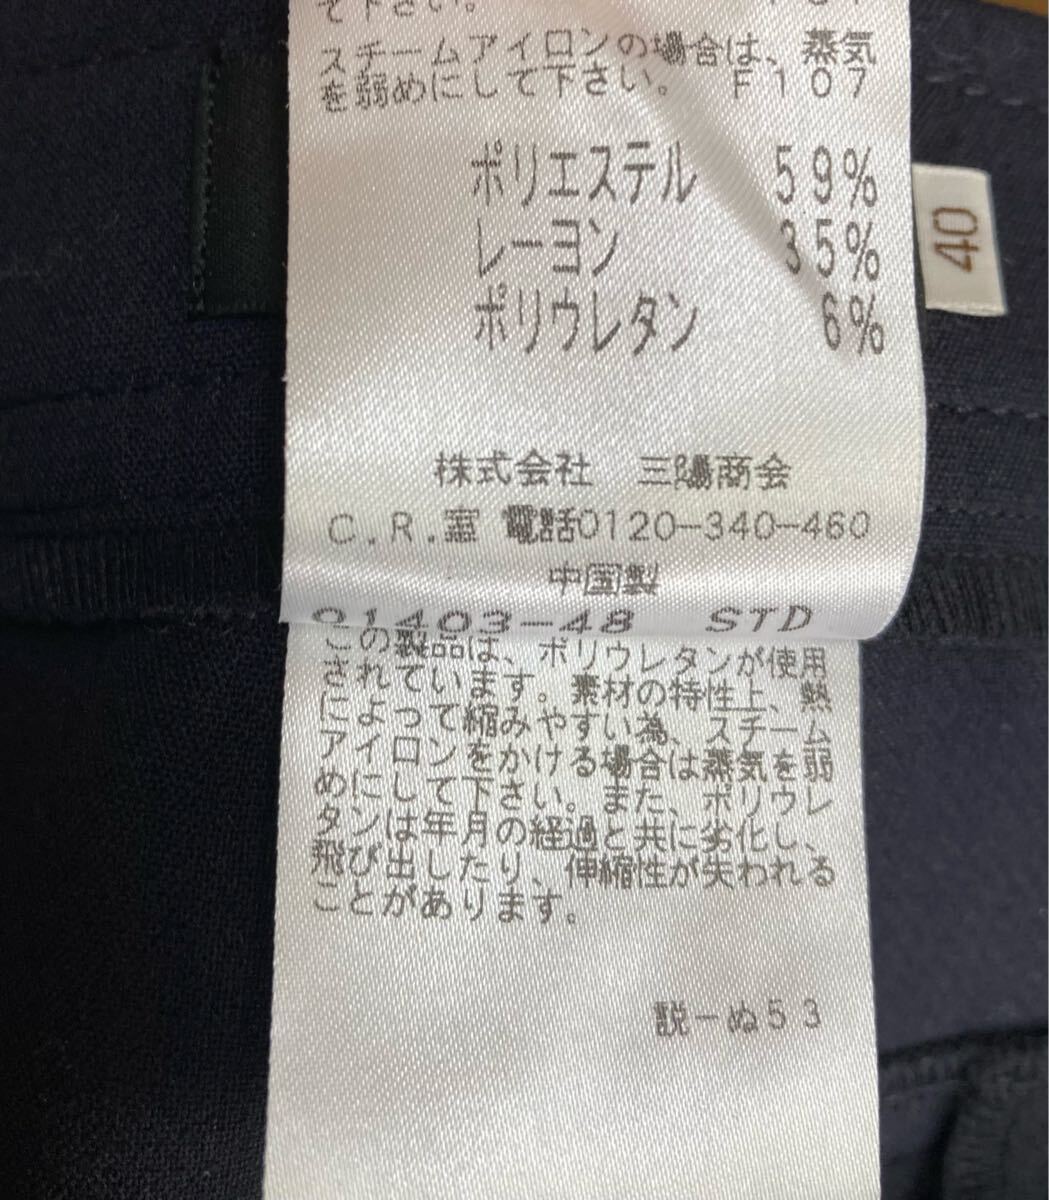 て下さい。
スチームアイロンの場合は、蒸気
を弱めにして下さい。 F107
ポリエステル 59%
レーヨン 35%
ポリウレタン 6%
40
株式会社 三陽商会
C.R.室 電話0120-340-460
中国製
01403-48 STD
この製品は、ポリウレタンが使用
されています。素材の特性上、熱
によって縮みやすい為、スチーム
アイロンをかける場合は蒸気を弱
めにして下さい。また、ポリウレ
タンは年月の経過と共に劣化し、
飛び出したり、伸縮性が失われる
ことがあります。
説-ぬ53